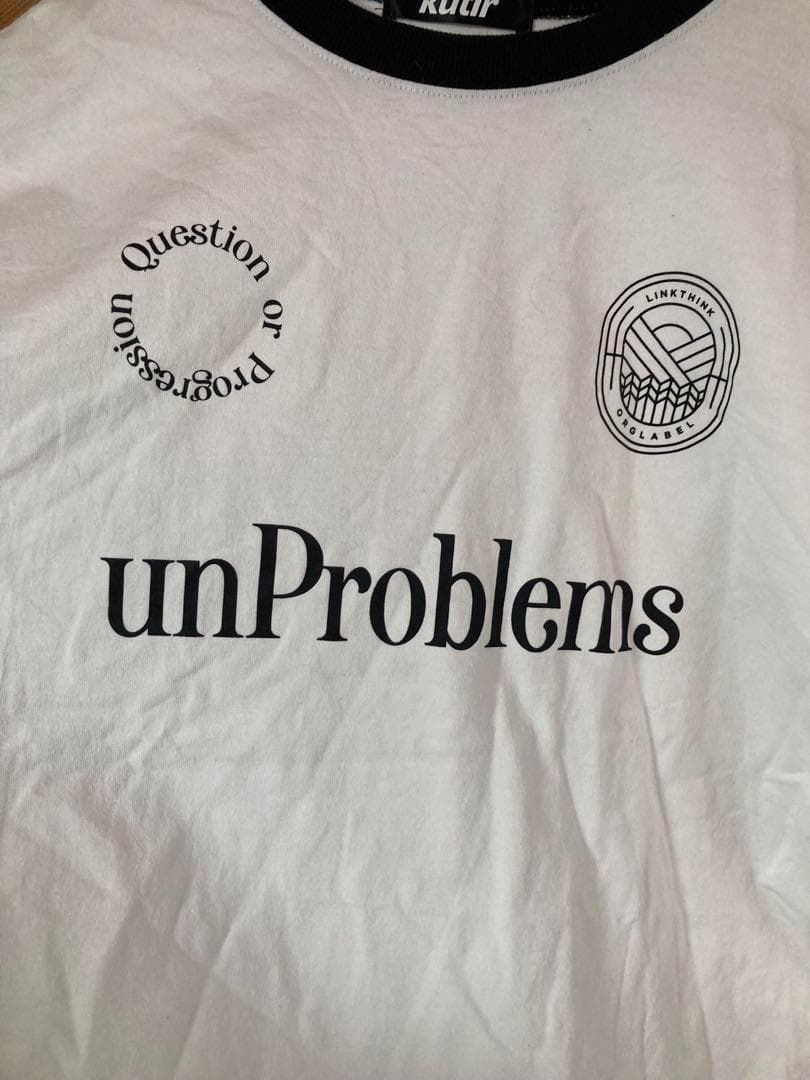 kutir
Question or Progression
LINKTHINK
ORGLABEL
unProblems